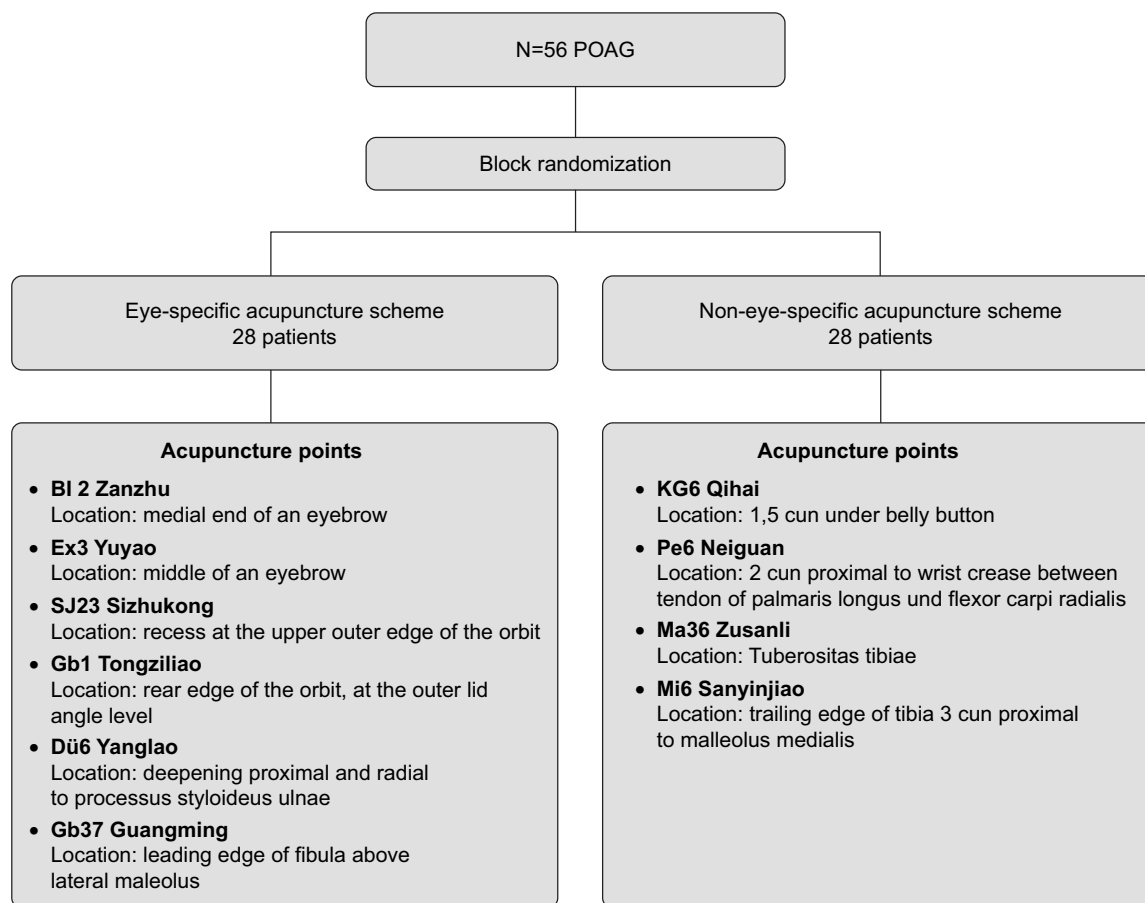 N=56 POAG
Block randomization
Eye-specific acupuncture scheme
28 patients
Non-eye-specific acupuncture scheme
28 patients
Acupuncture points
• Bl 2 Zanzhu
Location: medial end of an eyebrow
• Ex3 Yuyao
Location: middle of an eyebrow
• SJ23 Sizhukong
Location: recess at the upper outer edge of the orbit
• Gb1 Tongziliao
Location: rear edge of the orbit, at the outer lid
angle level
• Dü6 Yanglao
Location: deepening proximal and radial
to processus styloideus ulnae
• Gb37 Guangming
Location: leading edge of fibula above
lateral maleolus
Acupuncture points
• KG6 Qihai
Location: 1,5 cun under belly button
• Pe6 Neiguan
Location: 2 cun proximal to wrist crease between
tendon of palmaris longus und flexor carpi radialis
• Ma36 Zusanli
Location: Tuberositas tibiae
• Mi6 Sanyinjiao
Location: trailing edge of tibia 3 cun proximal
to malleolus medialis